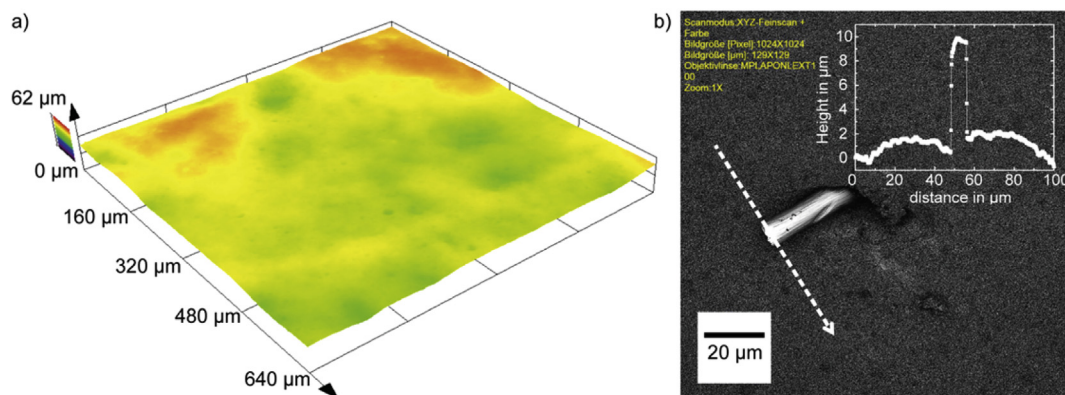 a)
62 µm
0 µm
160 µm
320 µm
480 µm
640 µm
b)
Scanmodus:XYZ-Feinscan +
Farbe
Bildgröße [Pixel]:1024X1024
Bildgröße [µm]: 129X129
Objektivlinse:MPLAPONLEXT1
00
Zoom:1X
Height in µm
10
8
6
4
2
0
0 20 40 60 80 100
distance in µm
20 µm